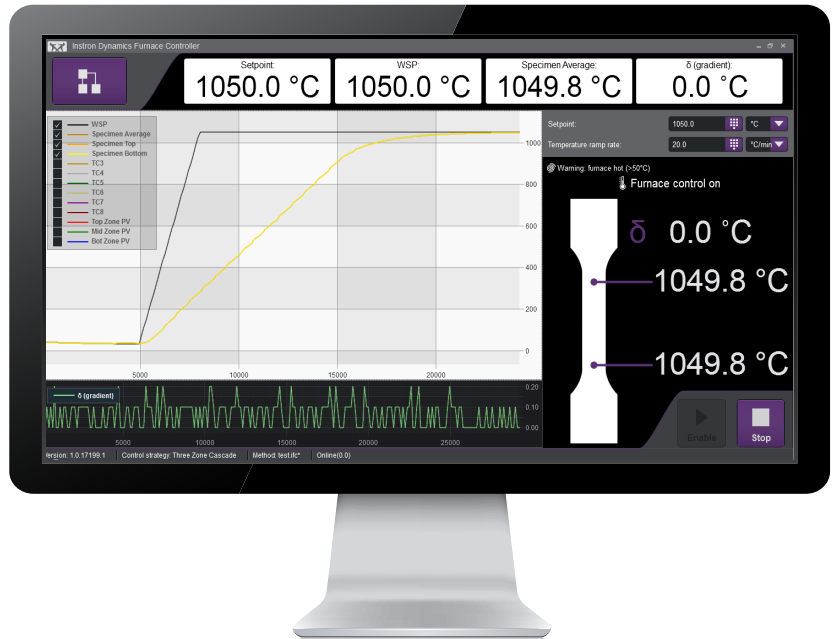 Instron Dynamics Furnace Controller
Setpoint:
1050.0 °C
WSP:
1050.0 °C
Specimen Average:
1049.8 °C
δ (gradient):
0.0 °C
WSP
Specimen Average
Specimen Top
Specimen Bottom
TC3
TC4
TC5
TC6
TC7
TC8
Top Zone PV
Mid Zone PV
Bot Zone PV
1000
800
600
400
200
0
5000 10000 15000 20000
δ (gradient)
0.20
0.10
0.00
5000 10000 15000 20000 25000
Setpoint: 1050.0 °C
Temperature ramp rate: 20.0 °C/min
Warning: furnace hot (>50°C)
Furnace control on
δ 0.0 °C
1049.8 °C
1049.8 °C
Enable
Stop
Version: 1.0.17199.1 Control strategy: Three Zone Cascade Method: test.ifc* Online(0.0)